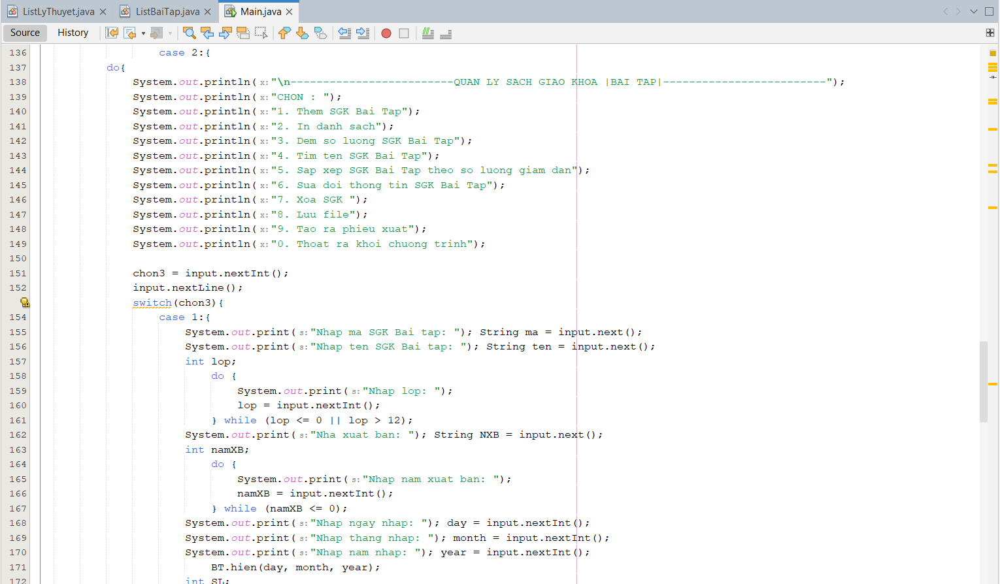 ListLyThuyet.java × ListBaiTap.java × Main.java ×
Source History
136 case 2:{
137 do{
138 System.out.println(x:"\n-------------------------QUAN LY SACH GIAO KHOA |BAI TAP|-------------------------");
139 System.out.println(x:"CHON : ");
140 System.out.println(x:"1. Them SGK Bai Tap");
141 System.out.println(x:"2. In danh sach");
142 System.out.println(x:"3. Dem so luong SGK Bai Tap");
143 System.out.println(x:"4. Tim ten SGK Bai Tap");
144 System.out.println(x:"5. Sap xep SGK Bai Tap theo so luong giam dan");
145 System.out.println(x:"6. Sua doi thong tin SGK Bai Tap");
146 System.out.println(x:"7. Xoa SGK ");
147 System.out.println(x:"8. Luu file");
148 System.out.println(x:"9. Tao ra phieu xuat");
149 System.out.println(x:"0. Thoat ra khoi chuong trinh");
150
151 chon3 = input.nextInt();
152 input.nextLine();
switch(chon3){
154 case 1:{
155 System.out.print(s:"Nhap ma SGK Bai tap: "); String ma = input.next();
156 System.out.print(s:"Nhap ten SGK Bai tap: "); String ten = input.next();
157 int lop;
158 do {
159 System.out.print(s:"Nhap lop: ");
160 lop = input.nextInt();
161 } while (lop <= 0 || lop > 12);
162 System.out.print(s:"Nha xuat ban: "); String NXB = input.next();
163 int namXB;
164 do {
165 System.out.print(s:"Nhap nam xuat ban: ");
166 namXB = input.nextInt();
167 } while (namXB <= 0);
168 System.out.print(s:"Nhap ngay nhap: "); day = input.nextInt();
169 System.out.print(s:"Nhap thang nhap: "); month = input.nextInt();
170 System.out.print(s:"Nhap nam nhap: "); year = input.nextInt();
171 BT.hien(day, month, year);
172 int SL;